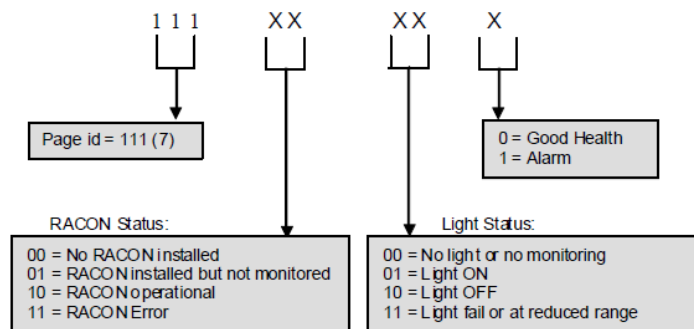 1 1 1 X X X X X
Page id = 111 (7)
0 = Good Health
1 = Alarm
RACON Status:
00 = No RACON installed
01 = RACON installed but not monitored
10 = RACON operational
11 = RACON Error
Light Status:
00 = No light or no monitoring
01 = Light ON
10 = Light OFF
11 = Light fail or at reduced range